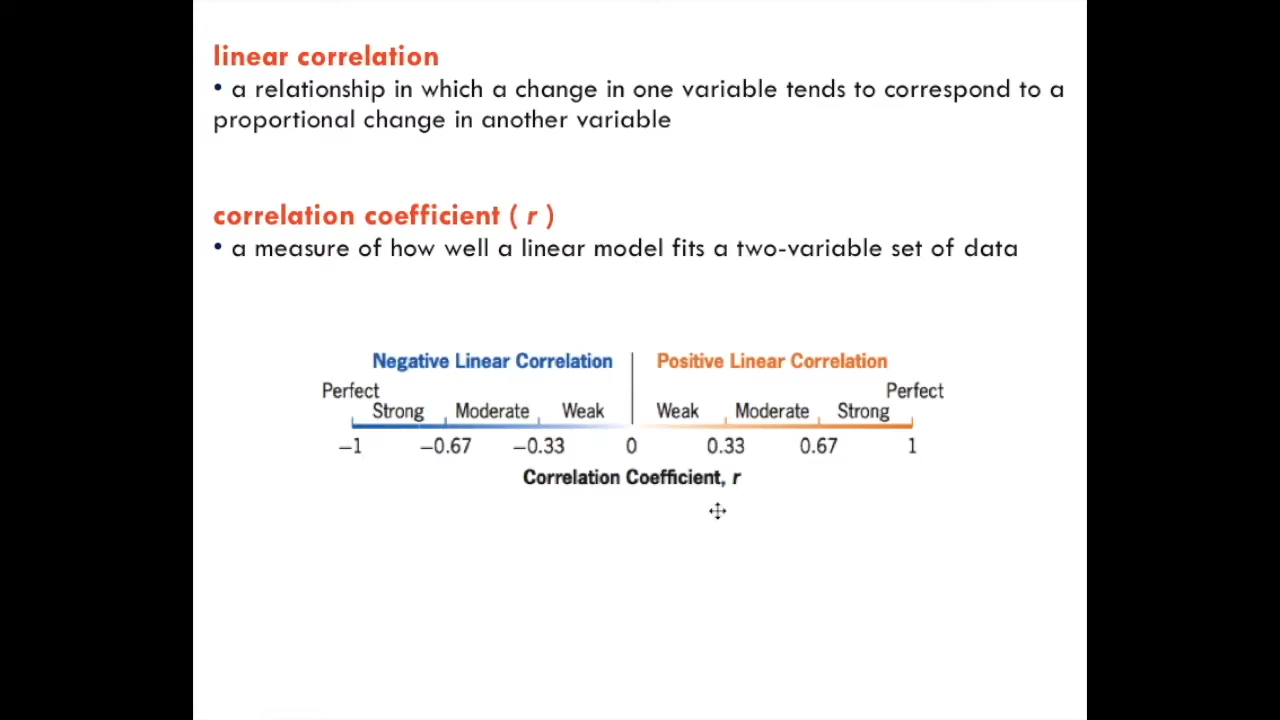 linear correlation
• a relationship in which a change in one variable tends to correspond to a
proportional change in another variable
correlation coefficient ( r )
• a measure of how well a linear model fits a two-variable set of data
Negative Linear Correlation Positive Linear Correlation
Perfect Perfect
Strong Moderate Weak Weak Moderate Strong
−1 −0.67 −0.33 0 0.33 0.67 1
Correlation Coefficient, r